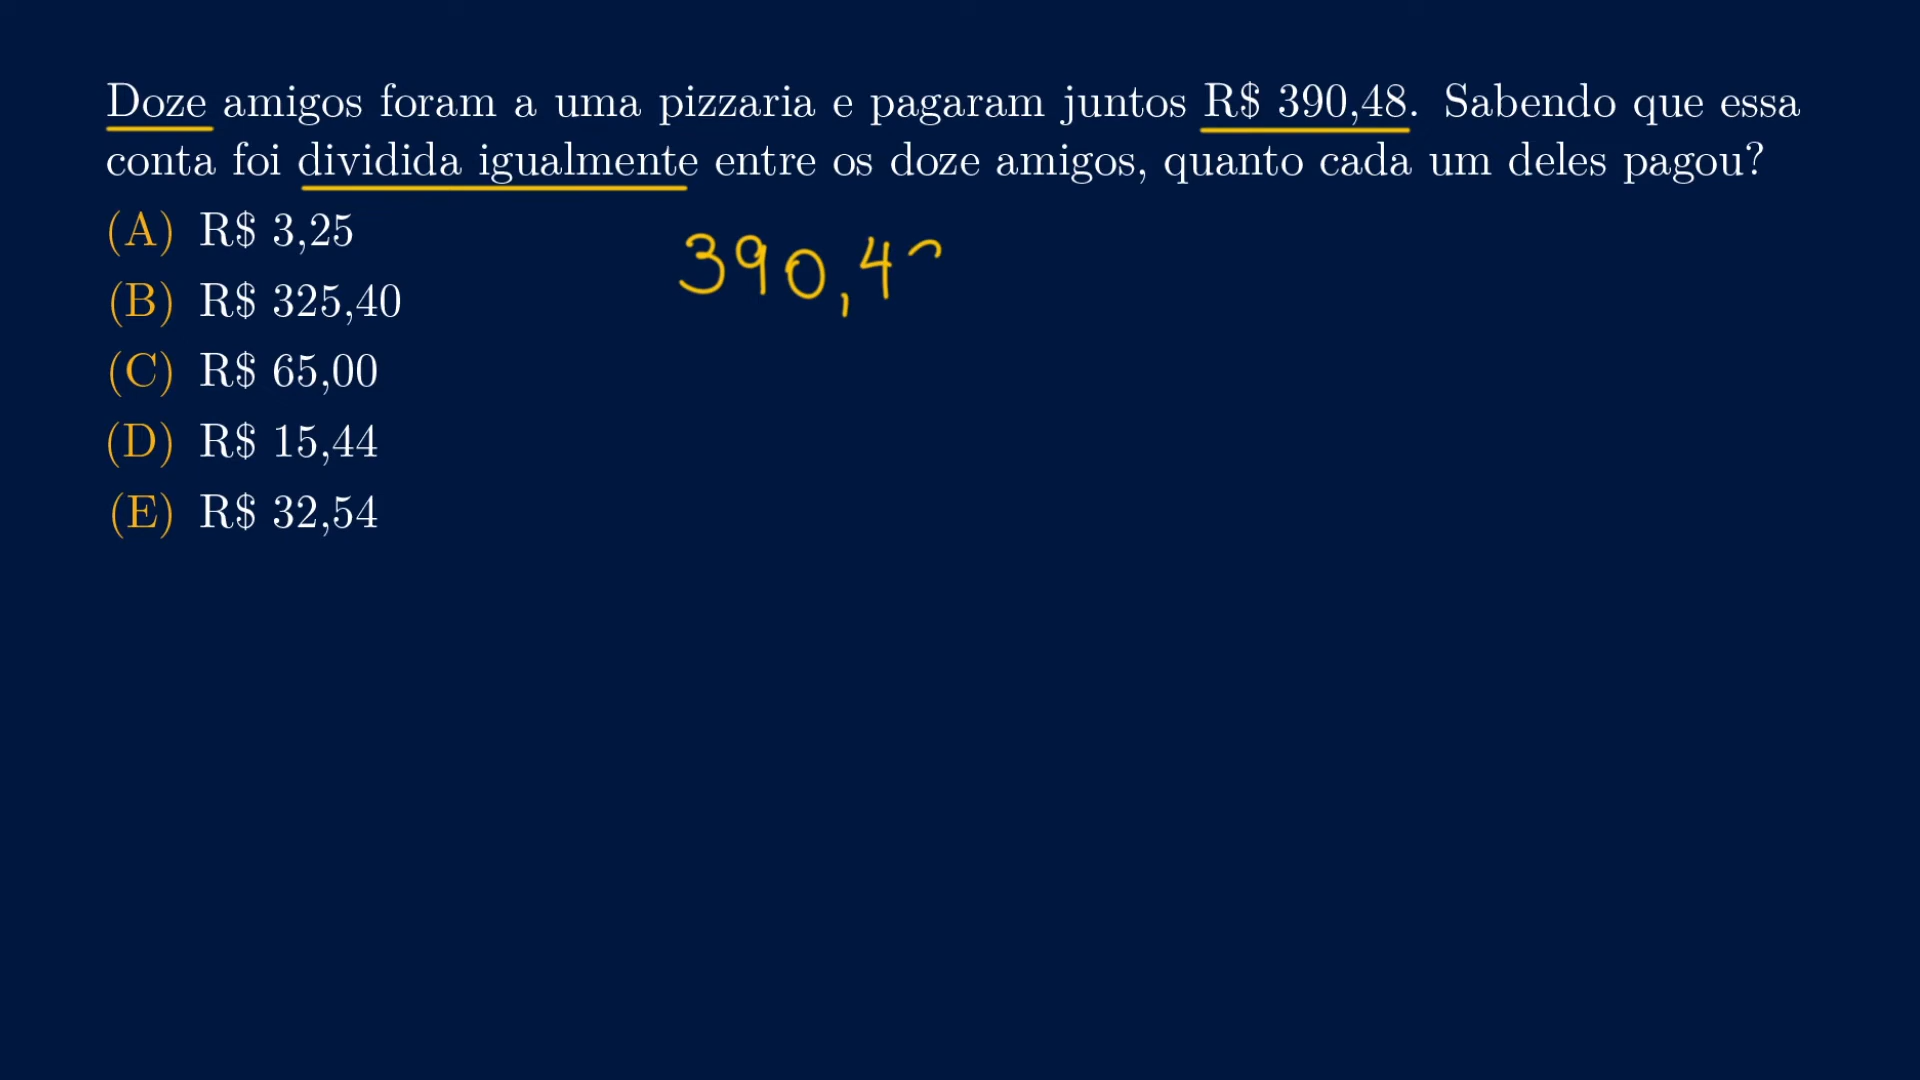 Doze amigos foram a uma pizzaria e pagaram juntos R$ 390,48. Sabendo que essa
conta foi dividida igualmente entre os doze amigos, quanto cada um deles pagou?
(A) R$ 3,25
390,4
(B) R$ 325,40
(C) R$ 65,00
(D) R$ 15,44
(E) R$ 32,54